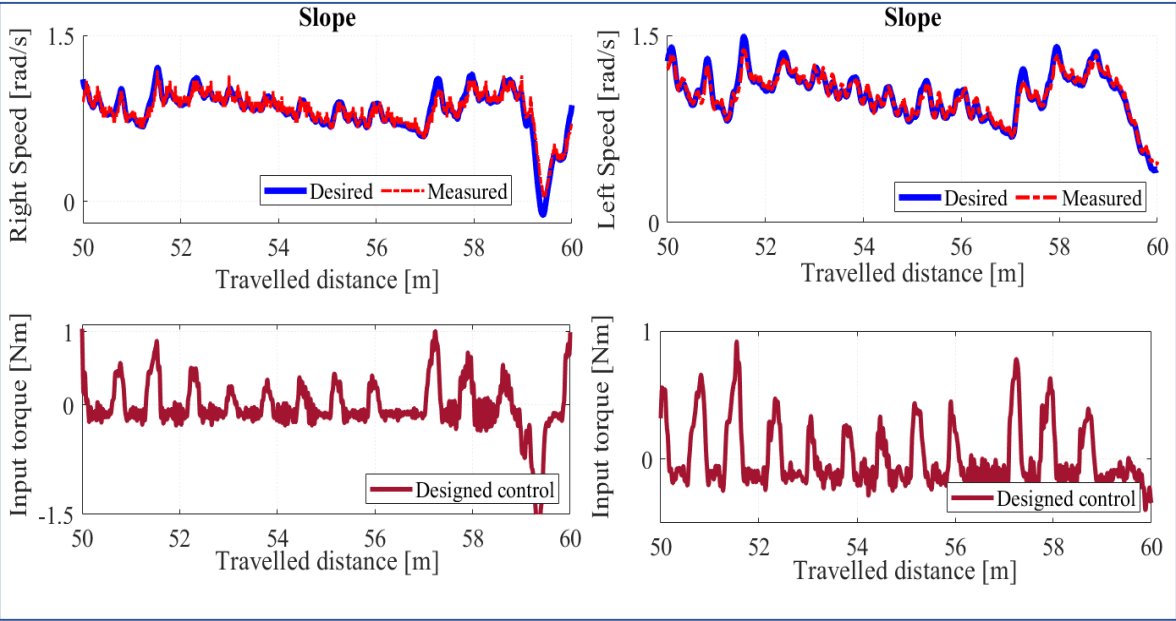 Slope
Right Speed [rad/s]
1.5
0
Desired Measured
50 52 54 56 58 60
Travelled distance [m]
Slope
Left Speed [rad/s]
1.5
0
Desired Measured
50 52 54 56 58 60
Travelled distance [m]
Input torque [Nm]
1
0
-1.5
Designed control
50 52 54 56 58 60
Travelled distance [m]
Input torque [Nm]
1
0
Designed control
50 52 54 56 58 60
Travelled distance [m]